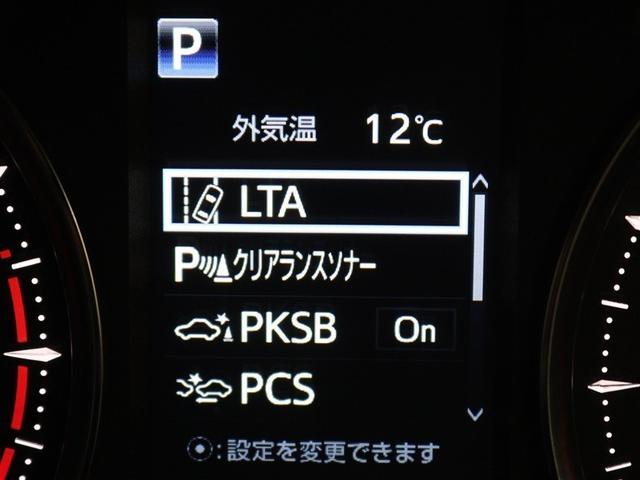 P
外気温 12℃
LTA
Pクリアランスソナー
PKSB On
PCS
:設定を変更できます